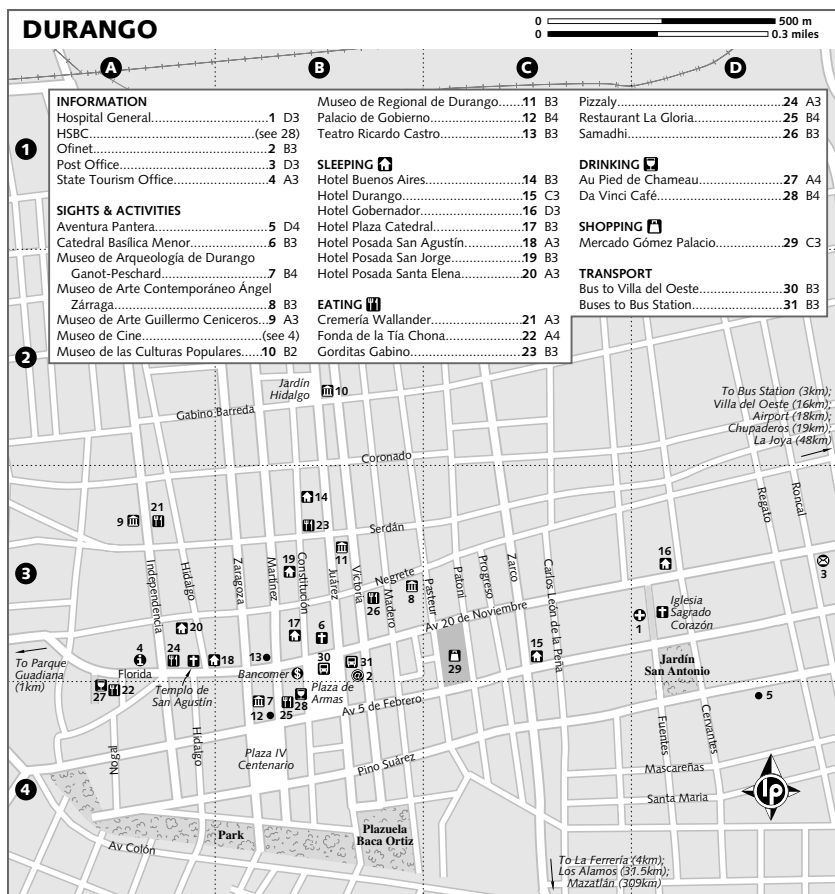 DURANGO
0 500 m
0 0.3 miles
A
B
C
D
1
2
3
4
INFORMATION
Hospital General...................1 D3
HSBC...................(see 28)
Ofinet...................2 B3
Post Office...................3 D3
State Tourism Office...................4 A3
SIGHTS & ACTIVITIES
Aventura Pantera...................5 D4
Catedral Basílica Menor...................6 B3
Museo de Arqueología de Durango
Ganot-Peschard...................7 B4
Museo de Arte Contemporáneo Ángel
Zárraga...................8 B3
Museo de Arte Guillermo Ceniceros...9 A3
Museo de Cine...................(see 4)
Museo de las Culturas Populares......10 B2
Museo de Regional de Durango......11 B3
Palacio de Gobierno...................12 B4
Teatro Ricardo Castro...................13 B3
SLEEPING
Hotel Buenos Aires...................14 B3
Hotel Durango...................15 C3
Hotel Gobernador...................16 D3
Hotel Plaza Catedral...................17 B3
Hotel Posada San Agustín...................18 A3
Hotel Posada San Jorge...................19 B3
Hotel Posada Santa Elena...................20 A3
EATING
Cremería Wallander...................21 A3
Fonda de la Tía Chona...................22 A4
Gorditas Gabino...................23 B3
Pizzaly...................24 A3
Restaurant La Gloria...................25 B4
Samadhi...................26 B3
DRINKING
Au Pied de Chameau...................27 A4
Da Vinci Café...................28 B4
SHOPPING
Mercado Gómez Palacio...................29 C3
TRANSPORT
Bus to Villa del Oeste...................30 B3
Buses to Bus Station...................31 B3
Jardín
Hidalgo
10
Gabino Barreda
To Bus Station (3km);
Villa del Oeste (16km);
Airport (18km);
Chupaderos (19km);
La Joya (48km)
Coronado
21
9
14
23
Serdán
Regato
Roncal
Independencia
Hidalgo
Zaragoza
Martínez
Constitución
Juárez
Victoria
Madero
Negrete
Pasteur
Patoni
Progreso
Zarco
Carlos León de la Peña
19
11
26
8
16
3
Av 20 de Noviembre
1
Iglesia
Sagrado
Corazón
20
17
6
4
24
18
13
30
31
2
29
15
To Parque
Guadiana
(1km)
Florida
Bancomer
$
@
Jardín
San Antonio
27
22
Templo de
San Agustín
7
12
25
28
Plaza de
Armas
Av 5 de Febrero
5
Nogal
Hidalgo
Plaza IV
Centenario
Pino Suárez
Fuentes
Cervantes
Mascareñas
Santa Maria
lp
Park
Plazuela
Baca Ortiz
Av Colón
To La Ferrería (4km);
Los Alamos (31.5km);
Mazatlán (309km)